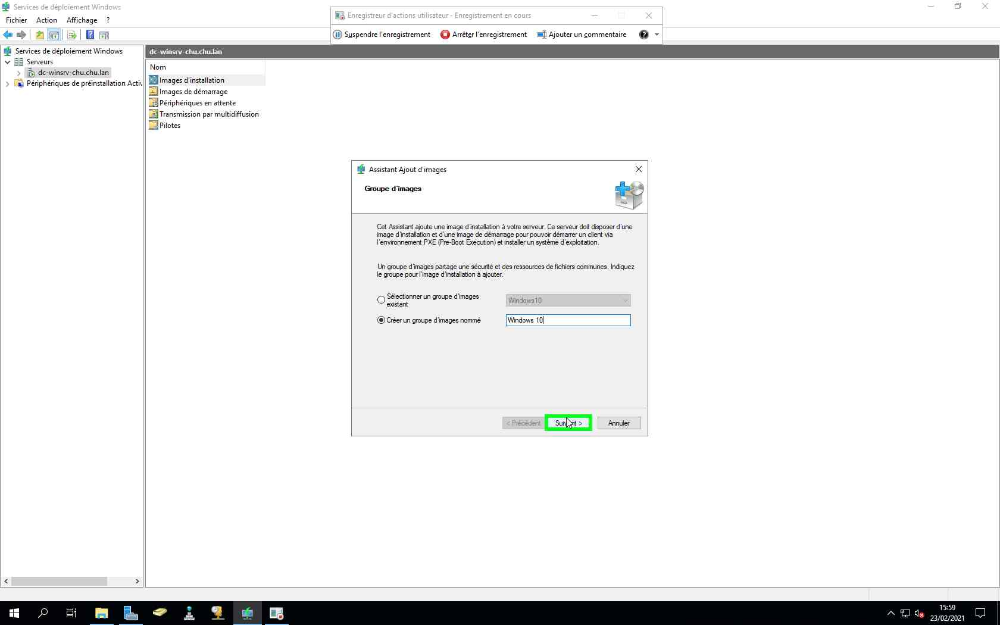 Services de déploiement Windows
Fichier Action Affichage ?
Enregistreur d'actions utilisateur - Enregistrement en cours
Suspendre l'enregistrement Arrêter l'enregistrement Ajouter un commentaire
Services de déploiement Windows
Serveurs
dc-winsrv-chu.chu.lan
Périphériques de préinstallation Activ
dc-winsrv-chu.chu.lan
Nom
Images d'installation
Images de démarrage
Périphériques en attente
Transmission par multidiffusion
Pilotes
Assistant Ajout d'images
Groupe d'images
Cet Assistant ajoute une image d'installation à votre serveur. Ce serveur doit disposer d'une
image d'installation et d'une image de démarrage pour pouvoir démarrer un client via
l'environnement PXE (Pre-Boot Execution) et installer un système d'exploitation.
Un groupe d'images partage une sécurité et des ressources de fichiers communes. Indiquez
le groupe pour l'image d'installation à ajouter.
Sélectionner un groupe d'images
existant
Windows10
Créer un groupe d'images nommé
Windows 10
< Précédent Suivant > Annuler
15:59
23/02/2021